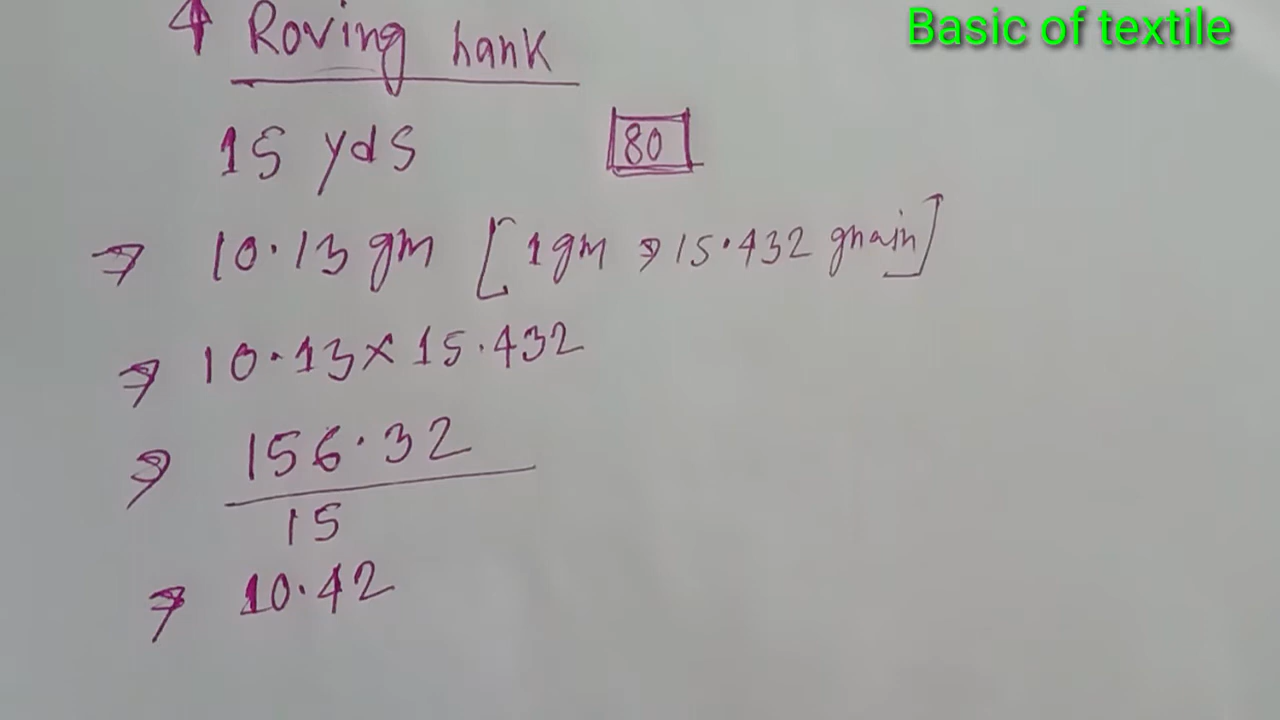 Basic of textile
4 Roving hank
15 yds
80
⇒ 10.13 gm [1gm ⇒ 15.432 grain]
⇒ 10.13 × 15.432
⇒ 156.32
15
⇒ 10.42